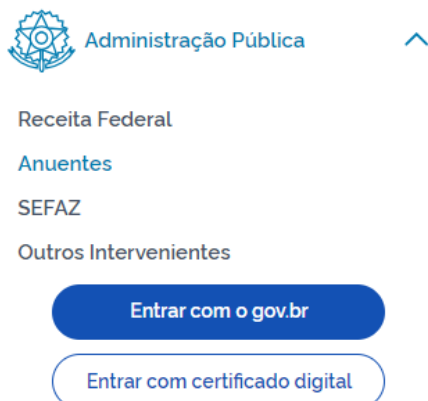 Administração Pública
Receita Federal
Anuentes
SEFAZ
Outros Intervenientes
Entrar com o gov.br
Entrar com certificado digital